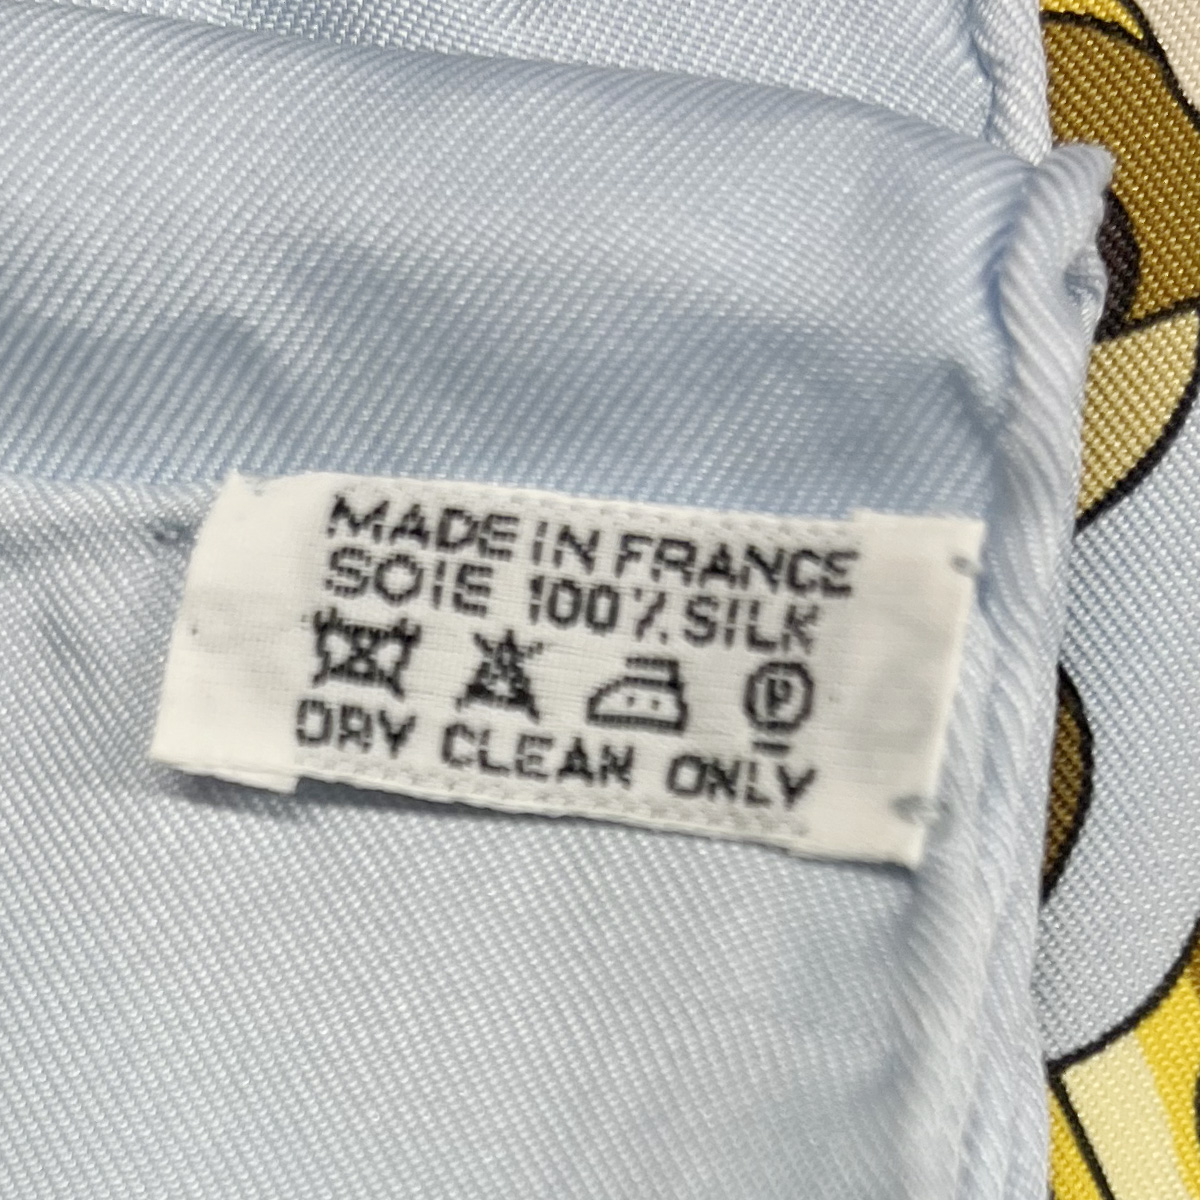 MADE IN FRANCE
SOIE 100% SILK
P
DRY CLEAN ONLY